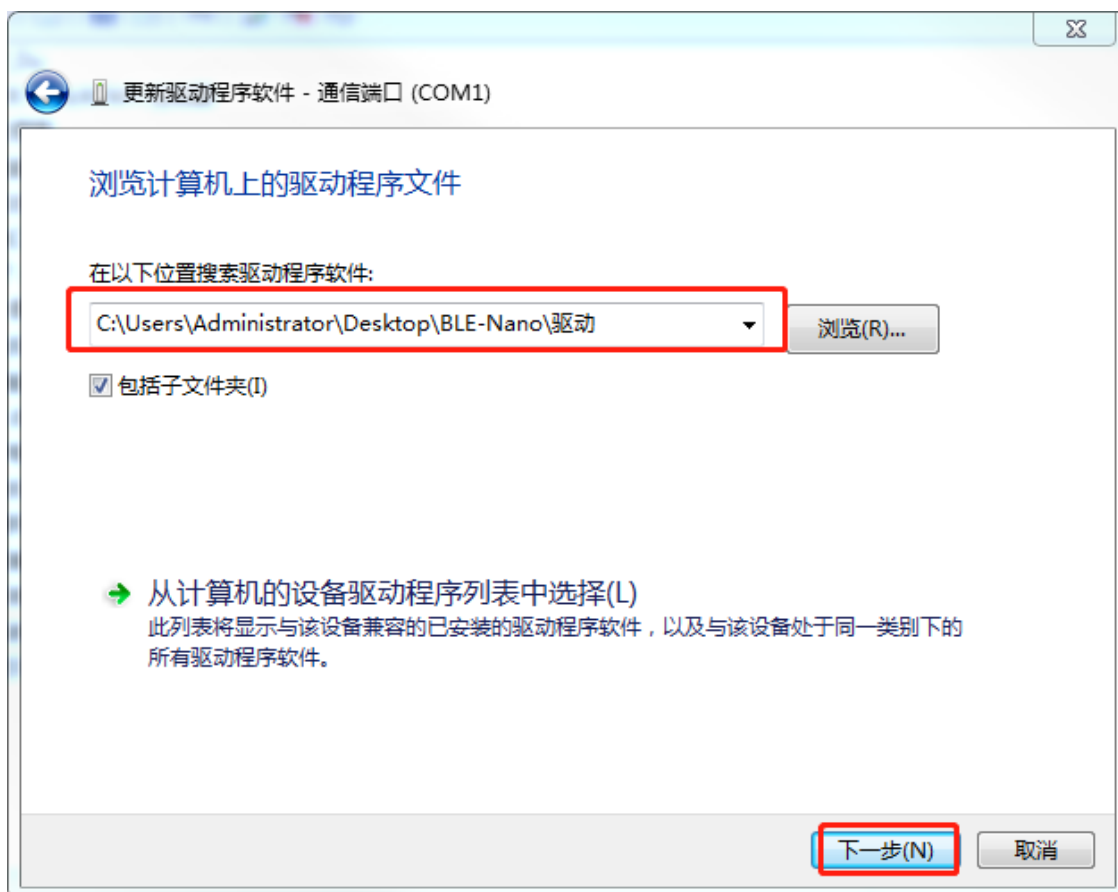 更新驱动程序软件 - 通信端口 (COM1)
浏览计算机上的驱动程序文件
在以下位置搜索驱动程序软件:
C:\Users\Administrator\Desktop\BLE-Nano\驱动
浏览(R)...
包括子文件夹(I)
从计算机的设备驱动程序列表中选择(L)
此列表将显示与该设备兼容的已安装的驱动程序软件，以及与该设备处于同一类别下的
所有驱动程序软件。
下一步(N)
取消